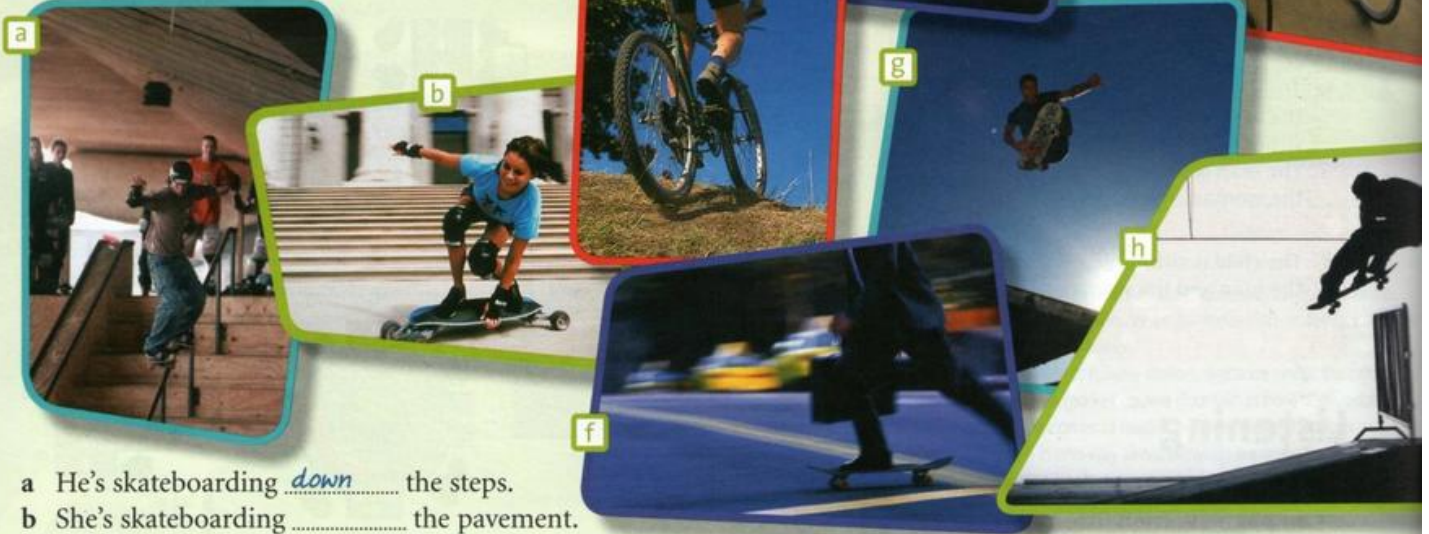 a
b
g
h
f
a He's skateboarding down the steps.
b She's skateboarding .................. the pavement.